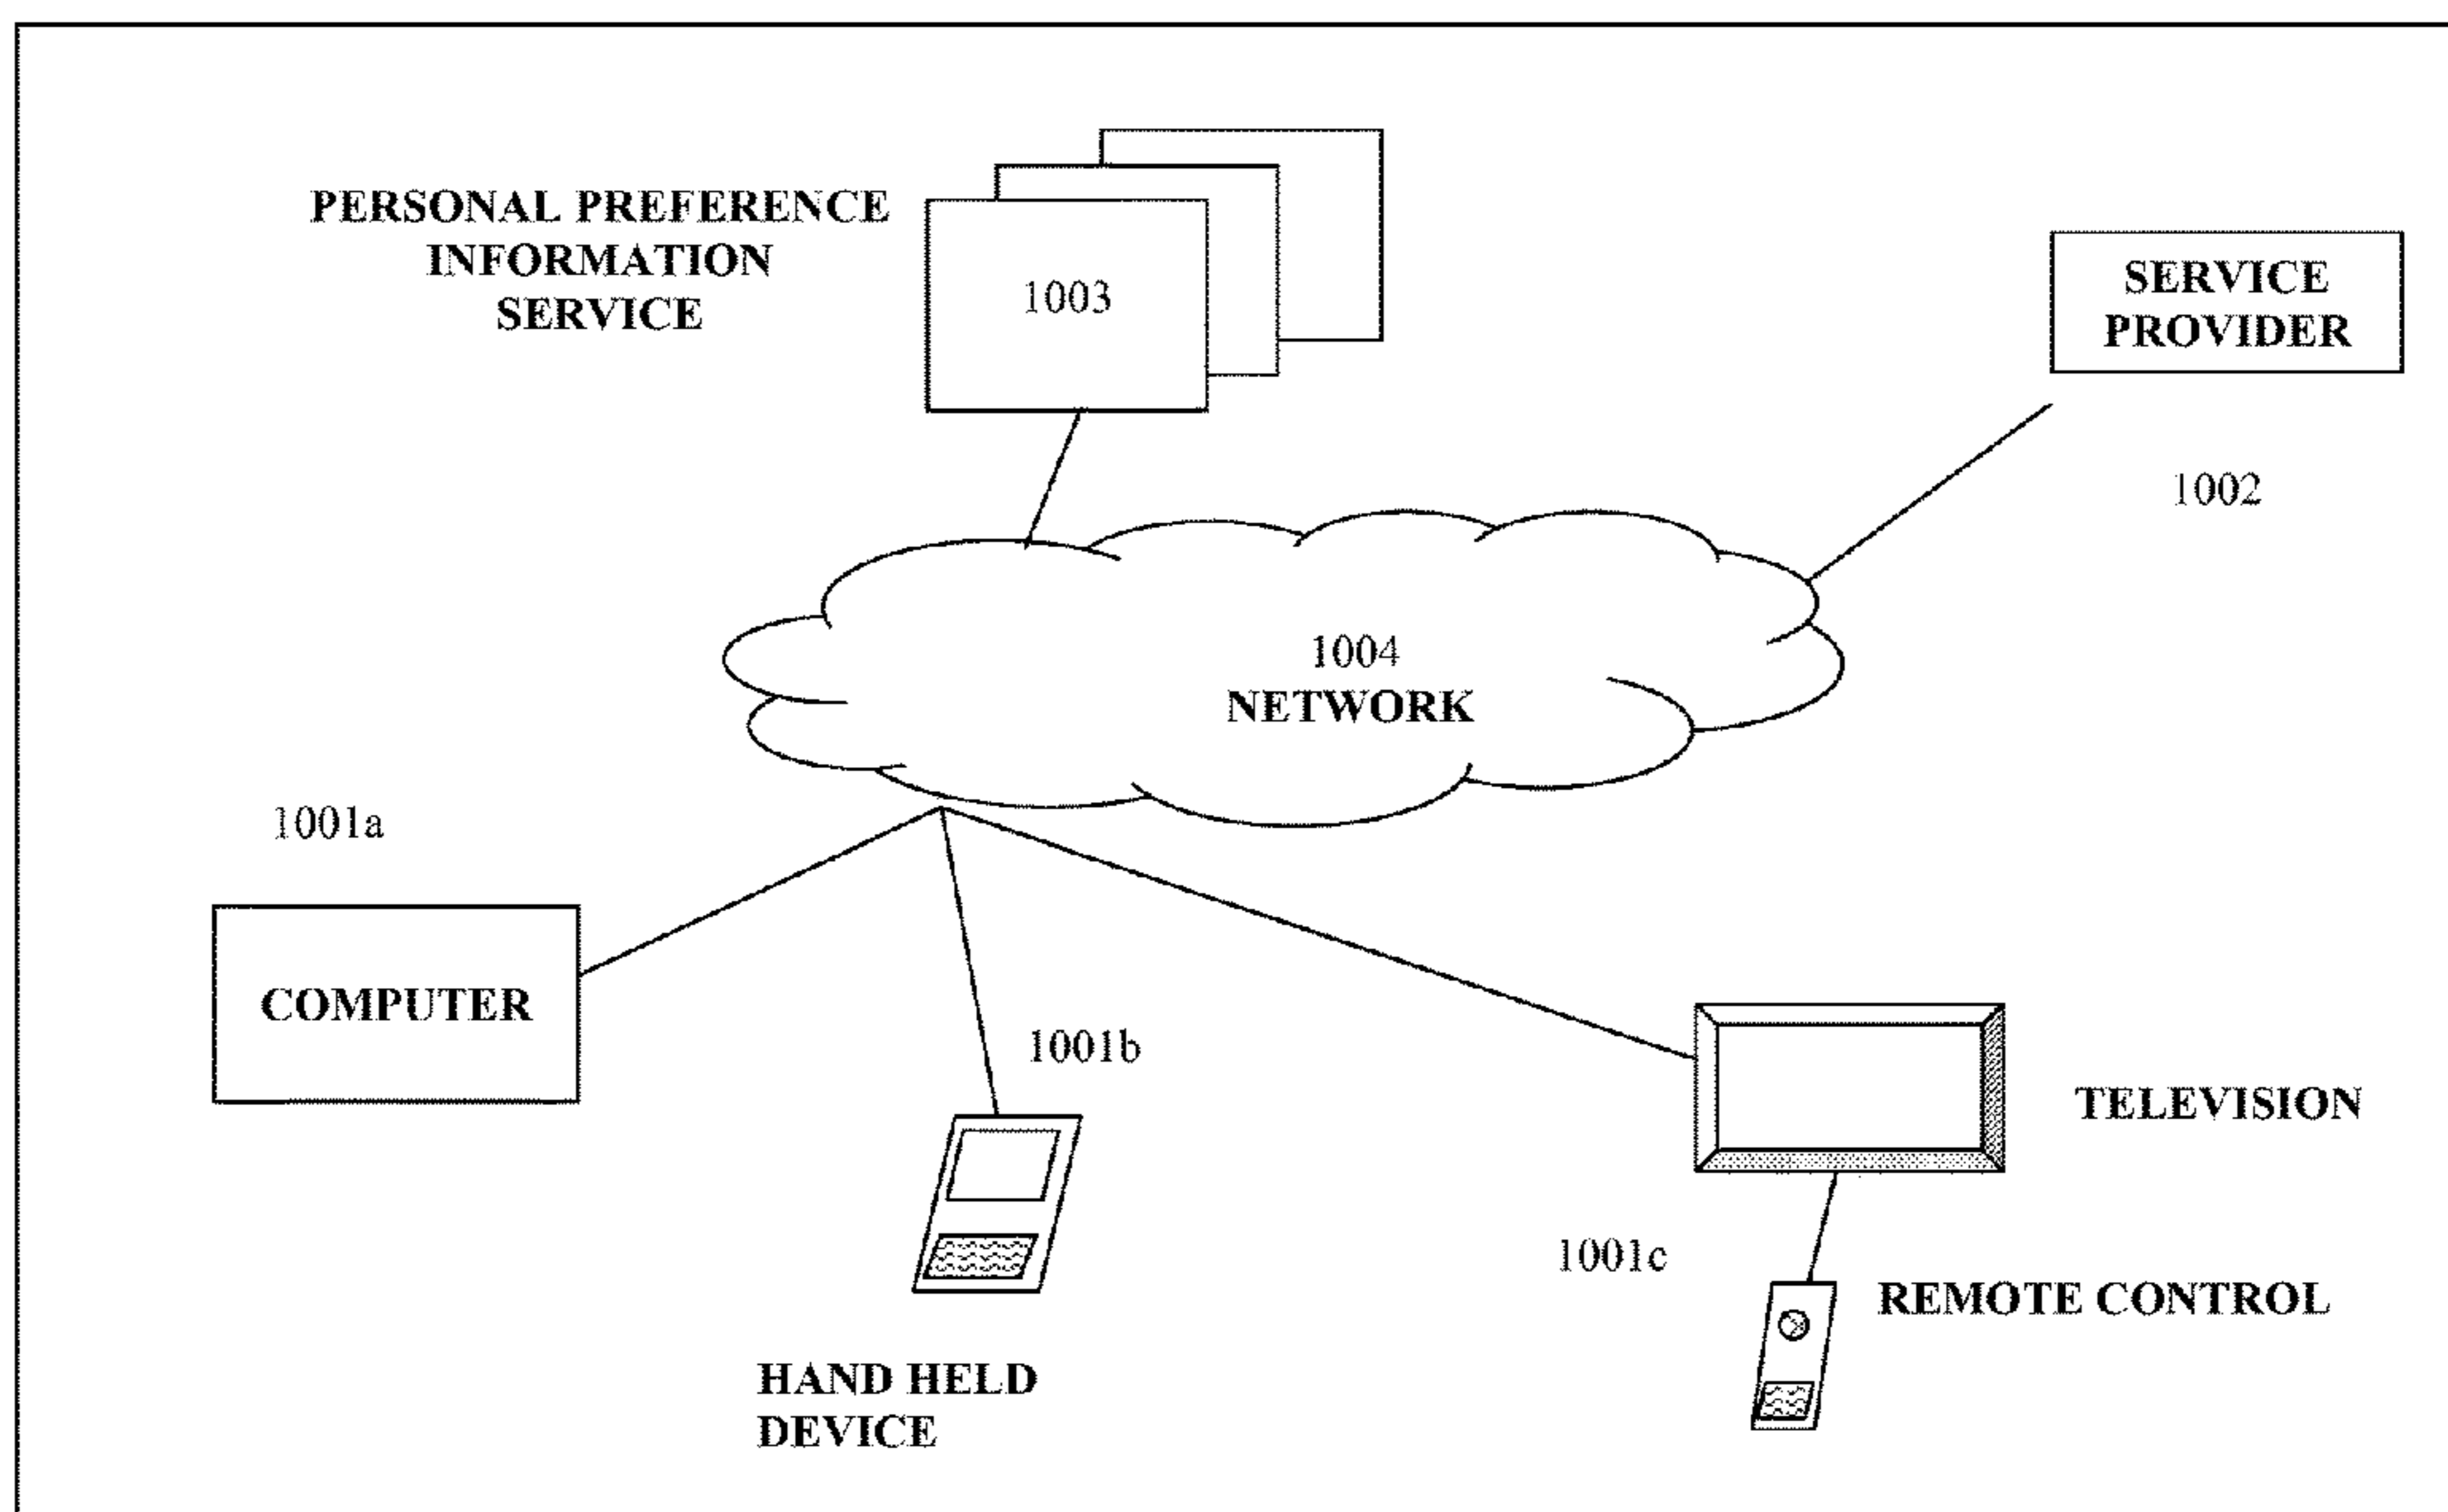 PERSONAL PREFERENCE
INFORMATION
SERVICE
1003
SERVICE
PROVIDER
1002
1004
NETWORK
1001a
COMPUTER
1001b
TELEVISION
1001c
REMOTE CONTROL
HAND HELD
DEVICE